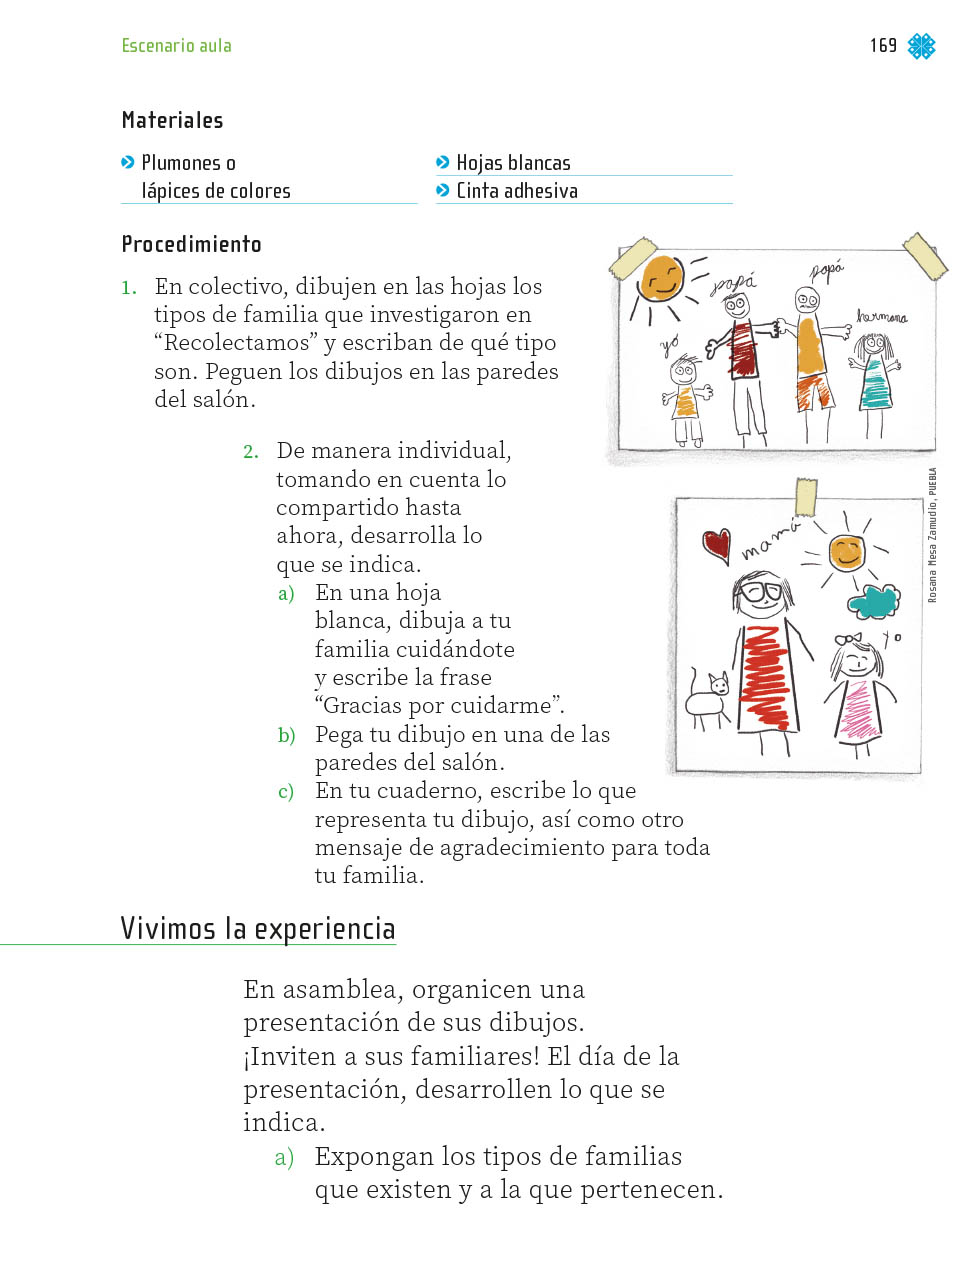 Escenario aula
169
Materiales
Plumones o
lápices de colores
Hojas blancas
Cinta adhesiva
Procedimiento
1. En colectivo, dibujen en las hojas los
tipos de familia que investigaron en
“Recolectamos” y escriban de qué tipo
son. Peguen los dibujos en las paredes
del salón.
papá
papá
hermana
yo
2. De manera individual,
tomando en cuenta lo
compartido hasta
ahora, desarrolla lo
que se indica.
a) En una hoja
blanca, dibuja a tu
familia cuidándote
y escribe la frase
“Gracias por cuidarme”.
b) Pega tu dibujo en una de las
paredes del salón.
c) En tu cuaderno, escribe lo que
representa tu dibujo, así como otro
mensaje de agradecimiento para toda
tu familia.
mamá
yo
Rosana Mesa Zamudio, PUEBLA
Vivimos la experiencia
En asamblea, organicen una
presentación de sus dibujos.
¡Inviten a sus familiares! El día de la
presentación, desarrollen lo que se
indica.
a) Expongan los tipos de familias
que existen y a la que pertenecen.